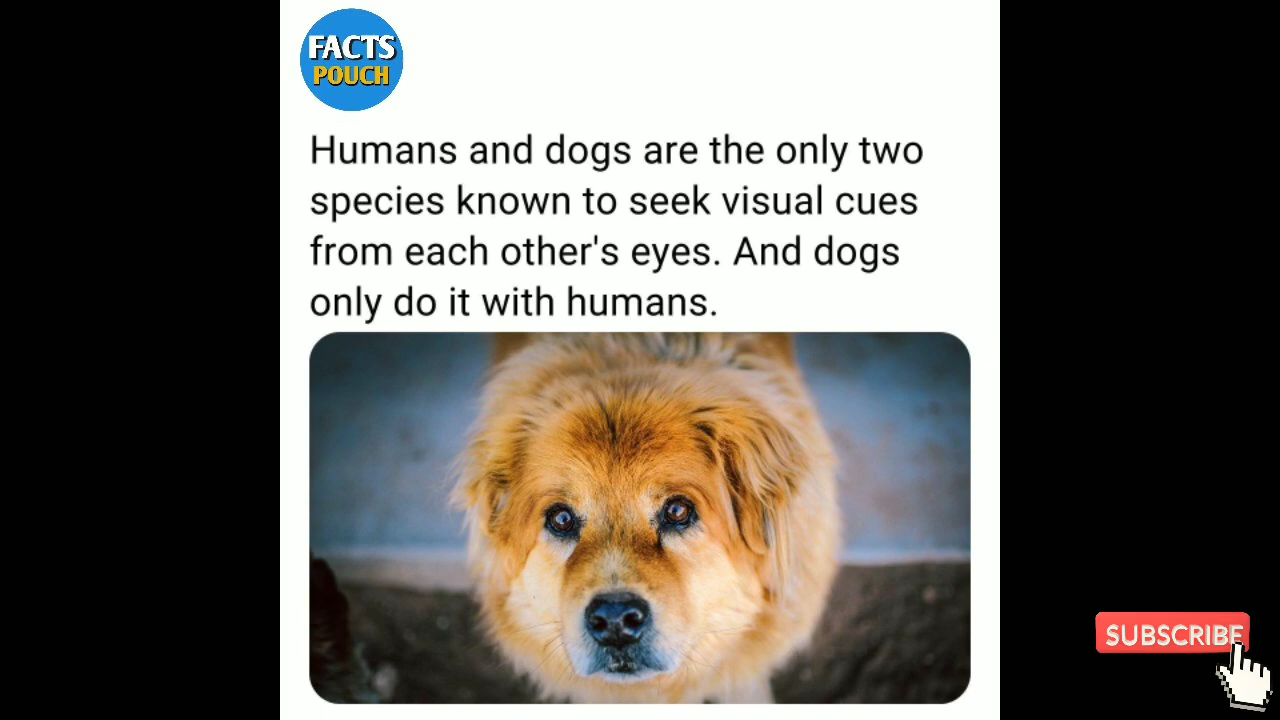 FACTS
POUCH
Humans and dogs are the only two
species known to seek visual cues
from each other's eyes. And dogs
only do it with humans.
SUBSCRIBE